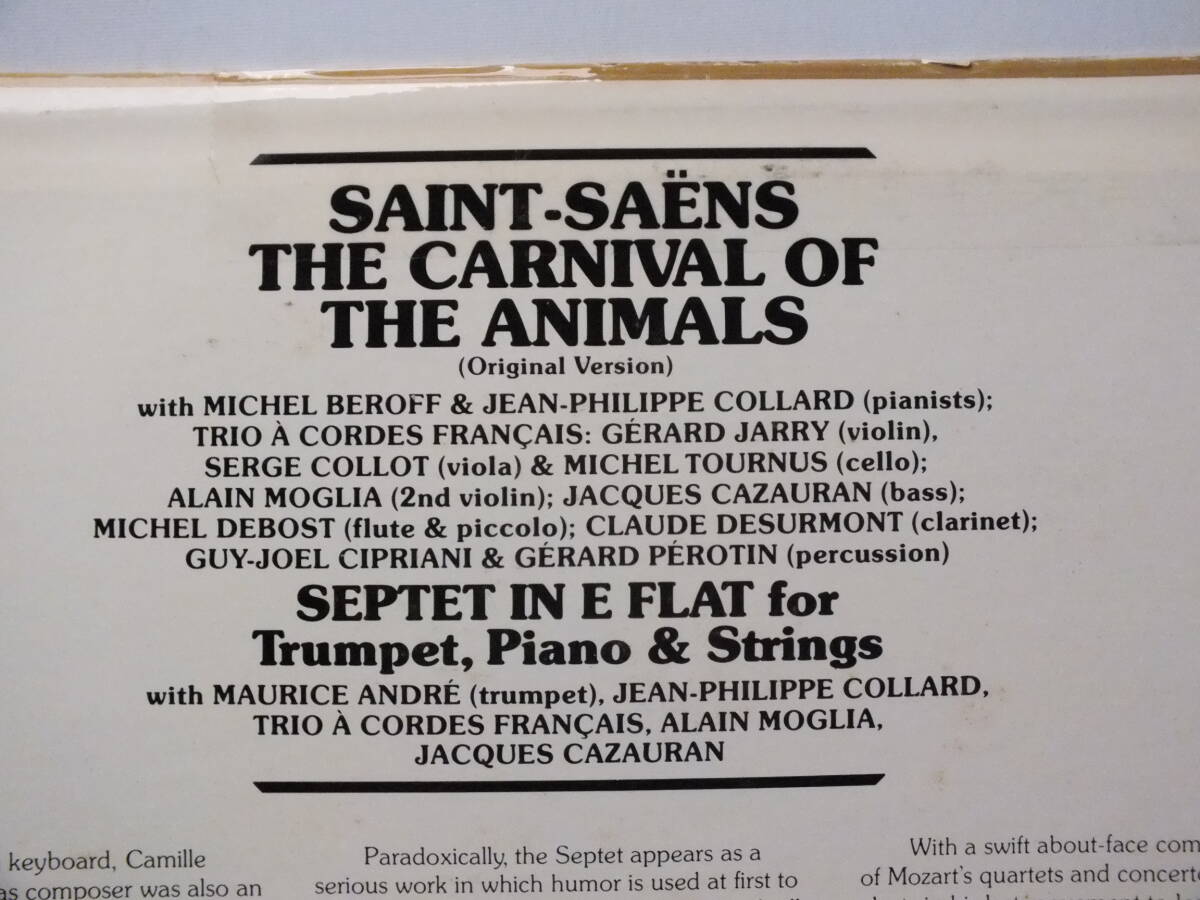 SAINT-SAËNS
THE CARNIVAL OF
THE ANIMALS
(Original Version)
with MICHEL BEROFF & JEAN-PHILIPPE COLLARD (pianists);
TRIO À CORDES FRANÇAIS: GÉRARD JARRY (violin),
SERGE COLLOT (viola) & MICHEL TOURNUS (cello);
ALAIN MOGLIA (2nd violin); JACQUES CAZAURAN (bass);
MICHEL DEBOST (flute & piccolo); CLAUDE DESURMONT (clarinet);
GUY-JOEL CIPRIANI & GÉRARD PÉROTIN (percussion)
SEPTET IN E FLAT for
Trumpet, Piano & Strings
with MAURICE ANDRÉ (trumpet), JEAN-PHILIPPE COLLARD,
TRIO À CORDES FRANÇAIS, ALAIN MOGLIA,
JACQUES CAZAURAN
keyboard, Camille
as composer was also an
Paradoxically, the Septet appears as a
serious work in which humor is used at first to
With a swift about-face com
of Mozart's quartets and concerto